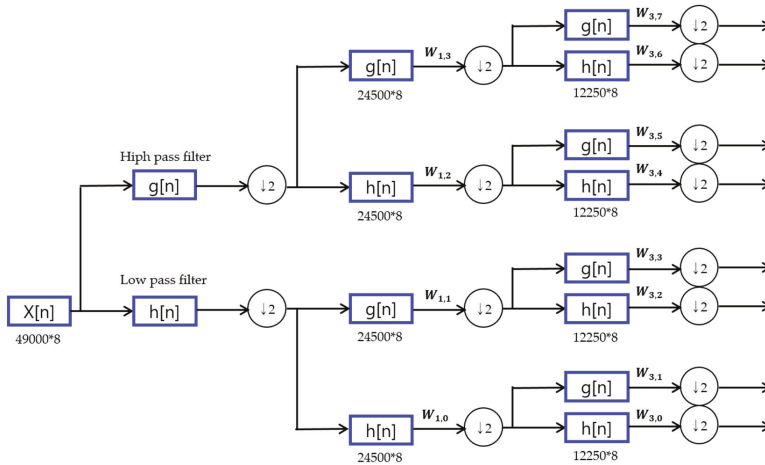 g[n]
W3,7
↓2
g[n]
W1,3
↓2
h[n]
W3,6
↓2
24500*8
12250*8
Hiph pass filter
g[n]
W3,5
↓2
g[n]
↓2
h[n]
W1,2
↓2
h[n]
W3,4
↓2
24500*8
12250*8
Low pass filter
g[n]
W3,3
↓2
X[n]
h[n]
↓2
g[n]
W1,1
↓2
h[n]
W3,2
↓2
49000*8
24500*8
12250*8
g[n]
W3,1
↓2
h[n]
W1,0
↓2
h[n]
W3,0
↓2
24500*8
12250*8